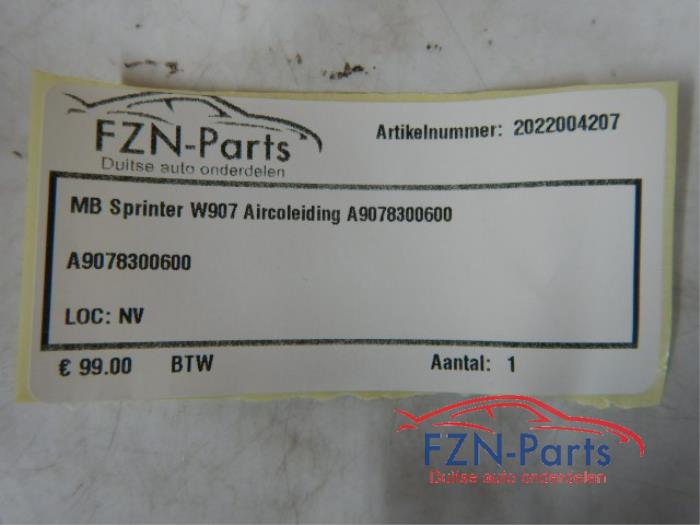 FZN-Parts
Duitse auto onderdelen
Artikelnummer: 2022004207
MB Sprinter W907 Aircoleiding A9078300600
A9078300600
LOC: NV
€ 99.00 BTW Aantal: 1
FZN-Parts
Duitse auto onderdelen